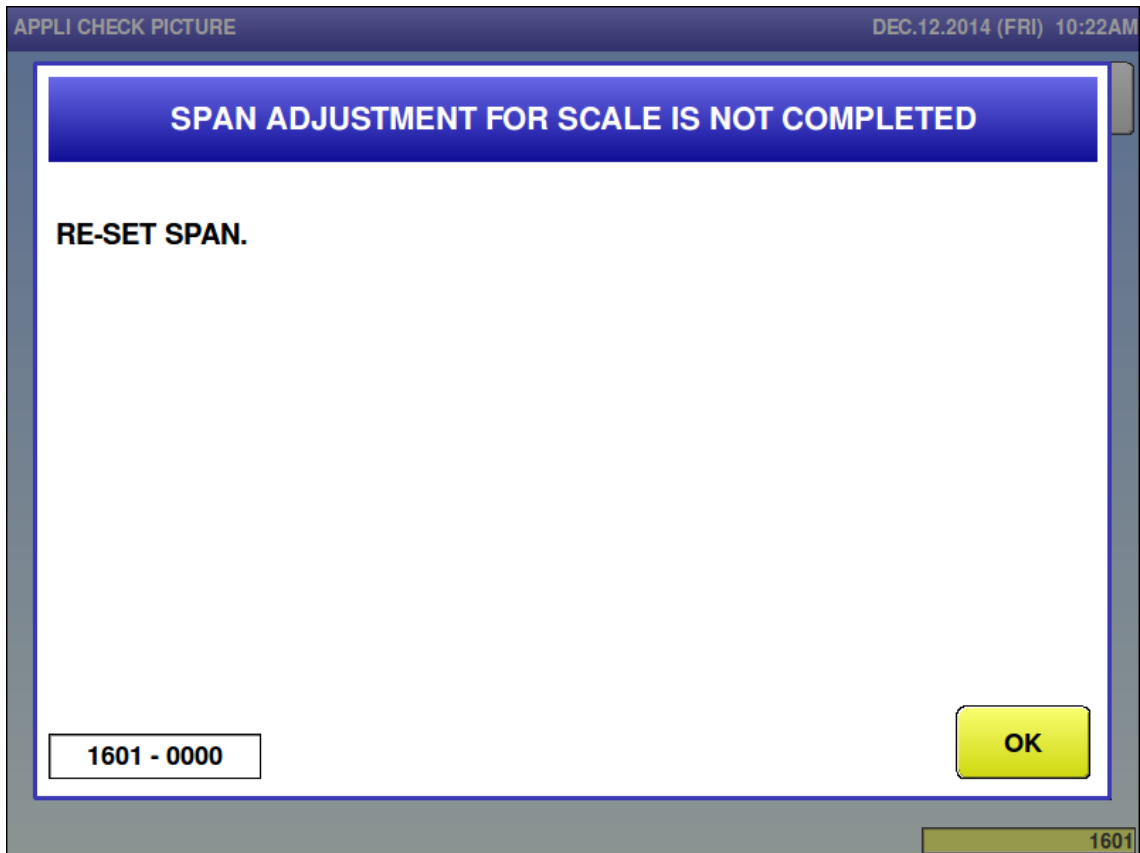 APPLI CHECK PICTURE DEC.12.2014 (FRI) 10:22AM
SPAN ADJUSTMENT FOR SCALE IS NOT COMPLETED
RE-SET SPAN.
1601 - 0000
OK
1601